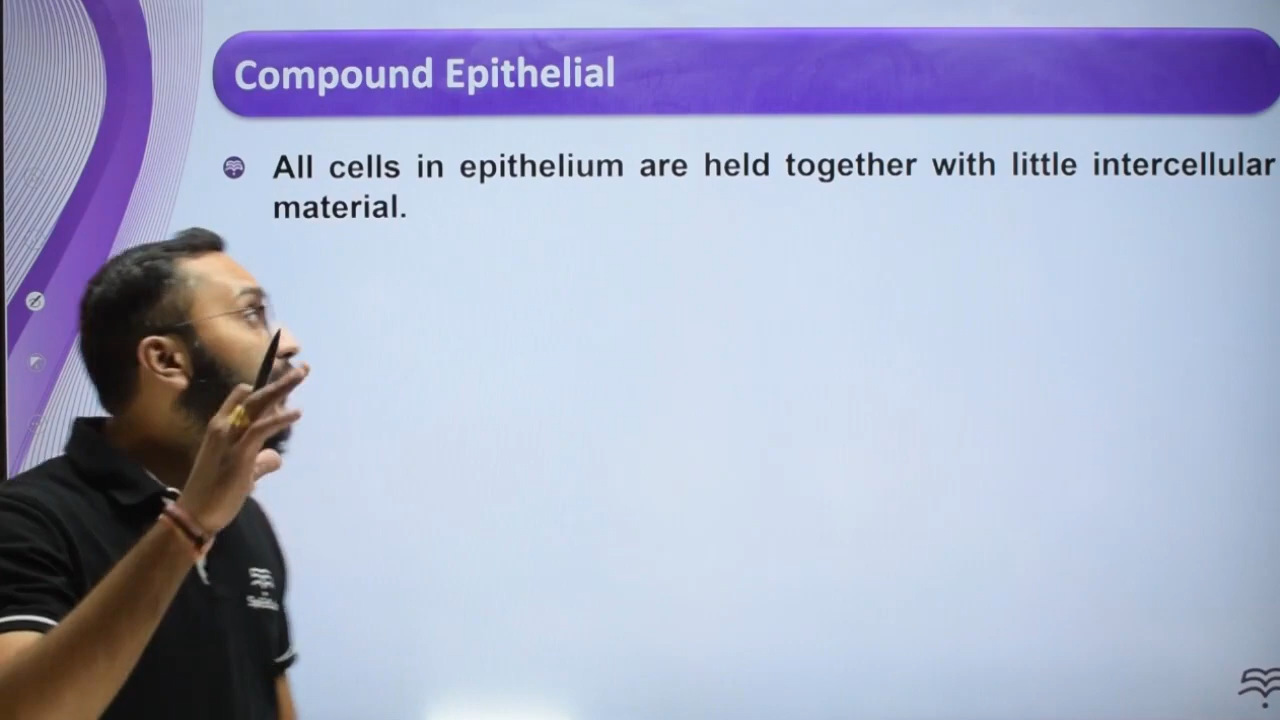 Compound Epithelial
All cells in epithelium are held together with little intercellular
material.